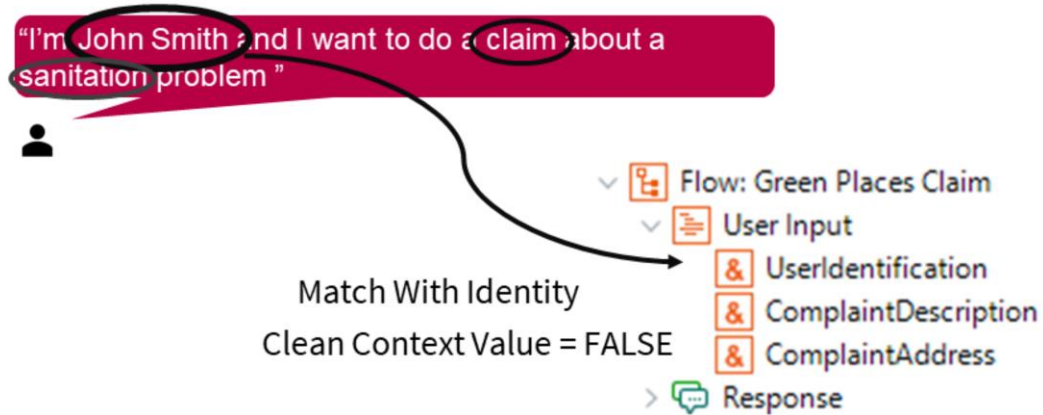 “I’m John Smith and I want to do a claim about a
sanitation problem ”
Flow: Green Places Claim
User Input
& UserIdentification
Match With Identity
& ComplaintDescription
Clean Context Value = FALSE
& ComplaintAddress
Response